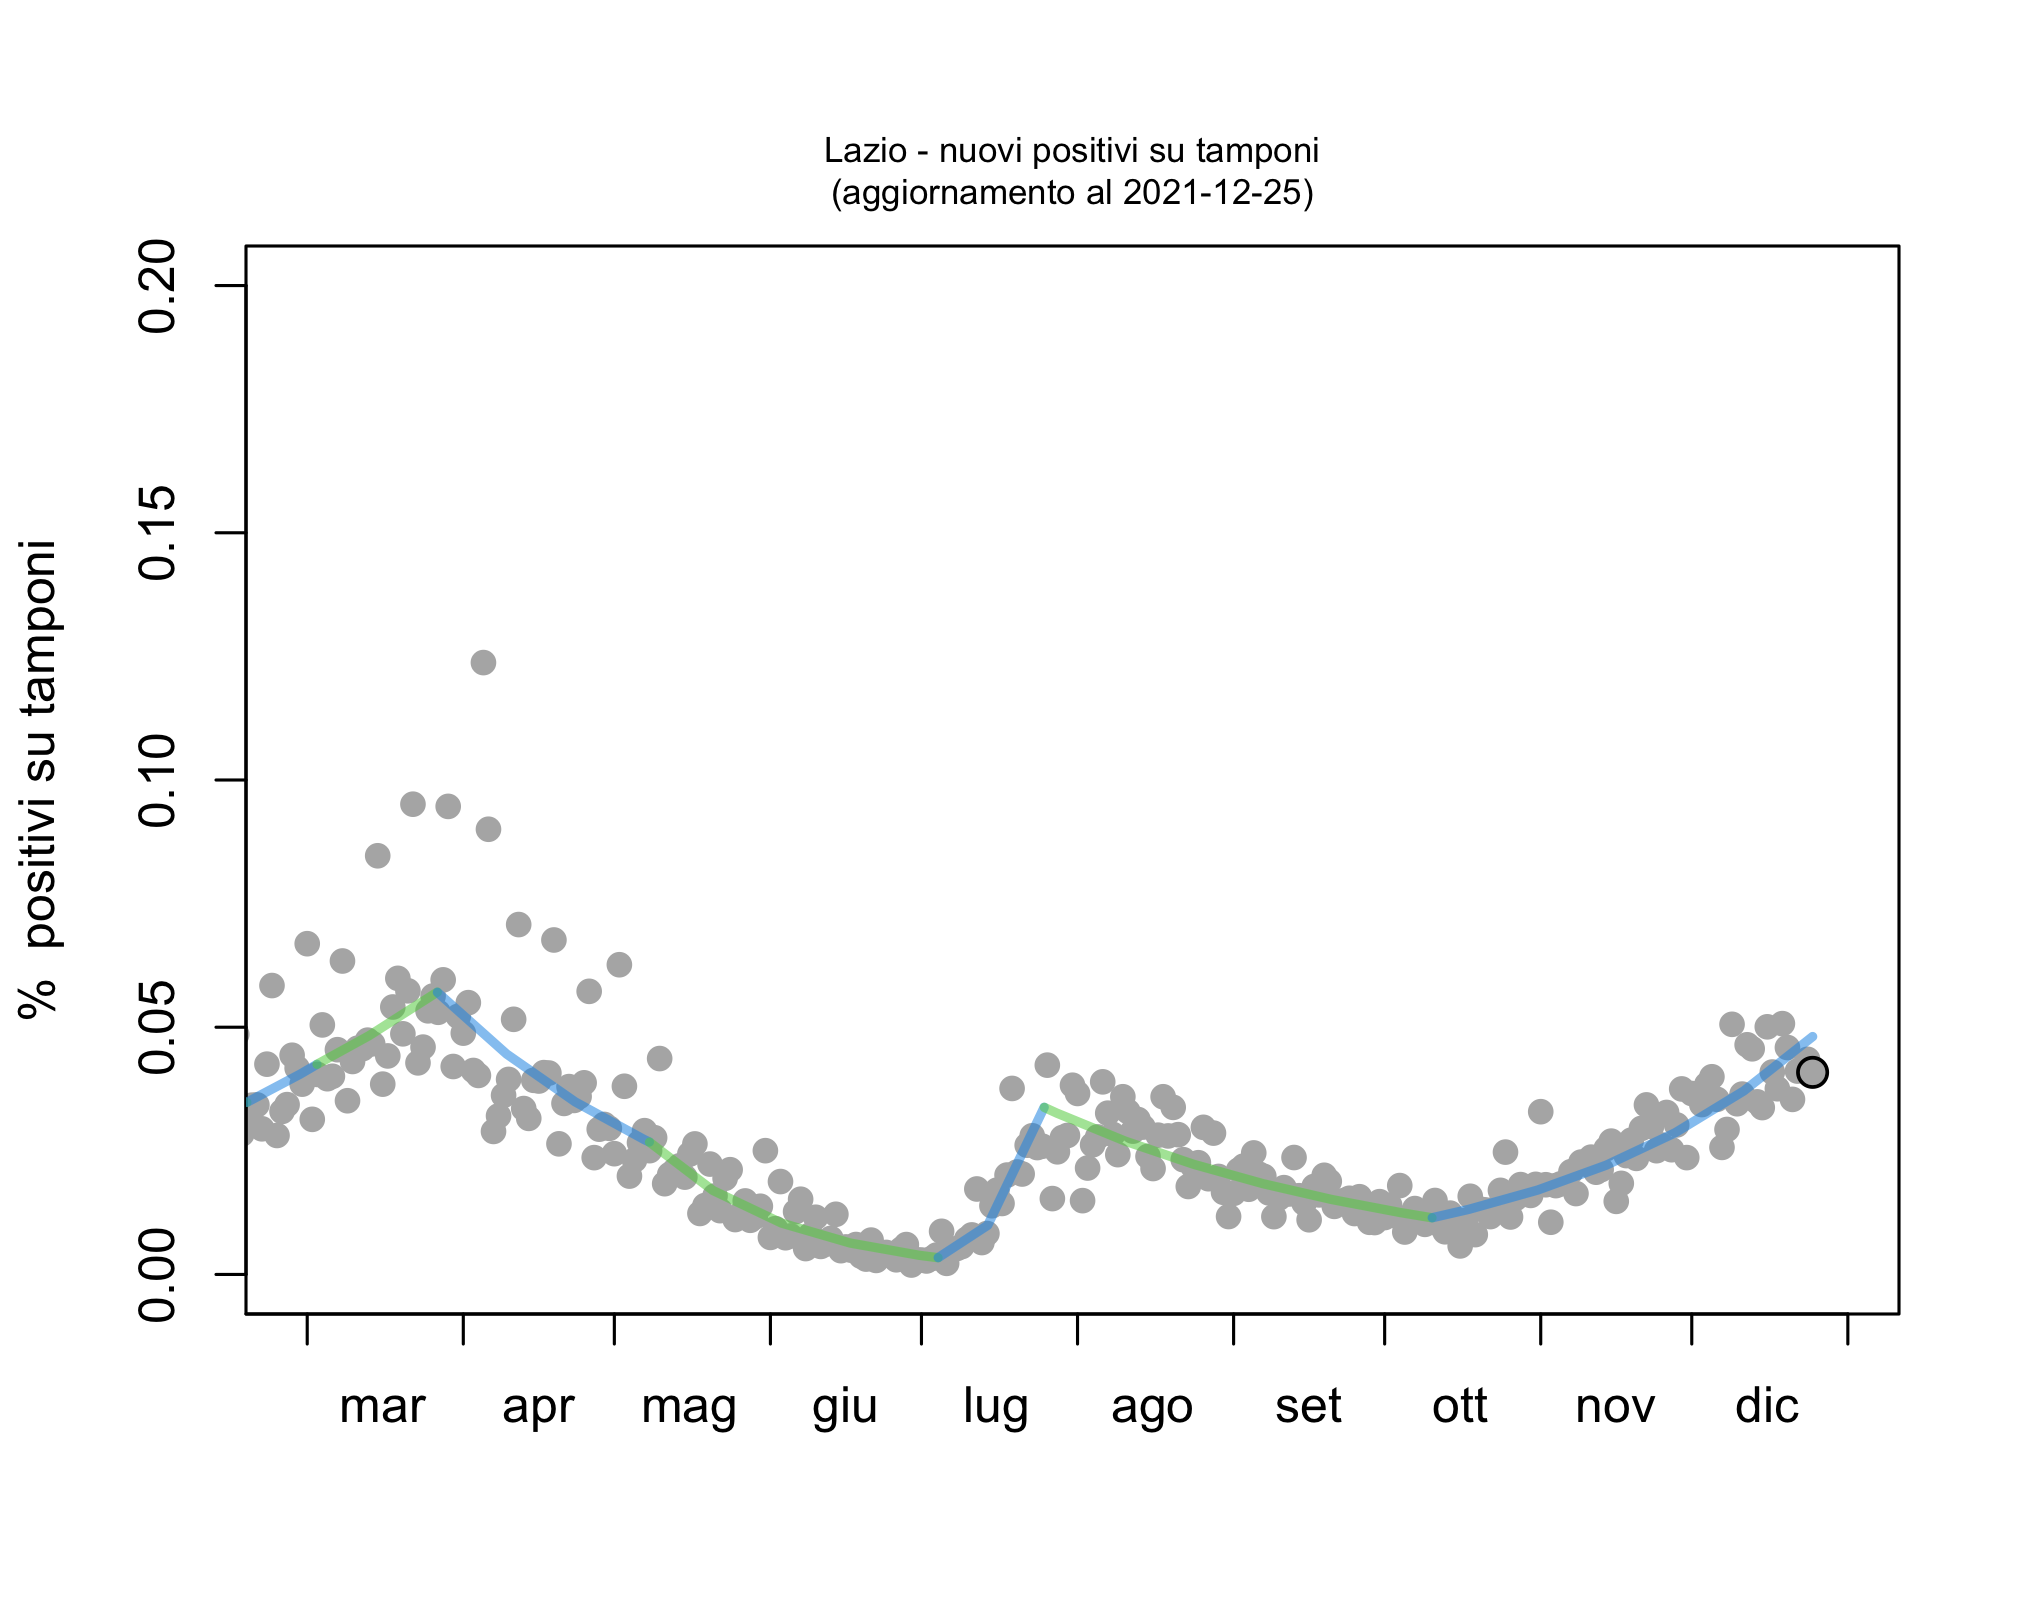 Lazio - nuovi positivi su tamponi
(aggiornamento al 2021-12-25)
% positivi su tamponi
0.20
0.15
0.10
0.05
0.00
mar apr mag giu lug ago set ott nov dic